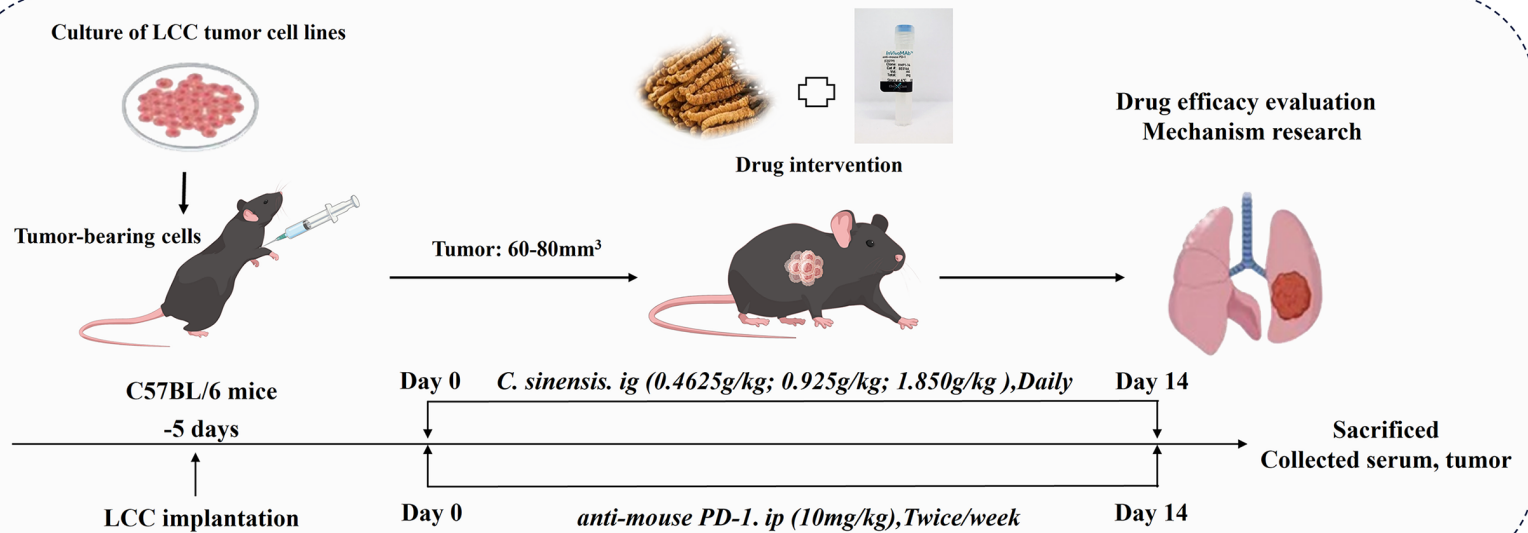 Culture of LCC tumor cell lines
InVivoMAb
Drug efficacy evaluation
Mechanism research
Drug intervention
Tumor-bearing cells
Tumor: 60-80mm³
C57BL/6 mice
-5 days
Day 0
C. sinensis. ig (0.4625g/kg; 0.925g/kg; 1.850g/kg ),Daily
Day 14
Sacrificed
Collected serum, tumor
LCC implantation
Day 0
anti-mouse PD-1. ip (10mg/kg),Twice/week
Day 14